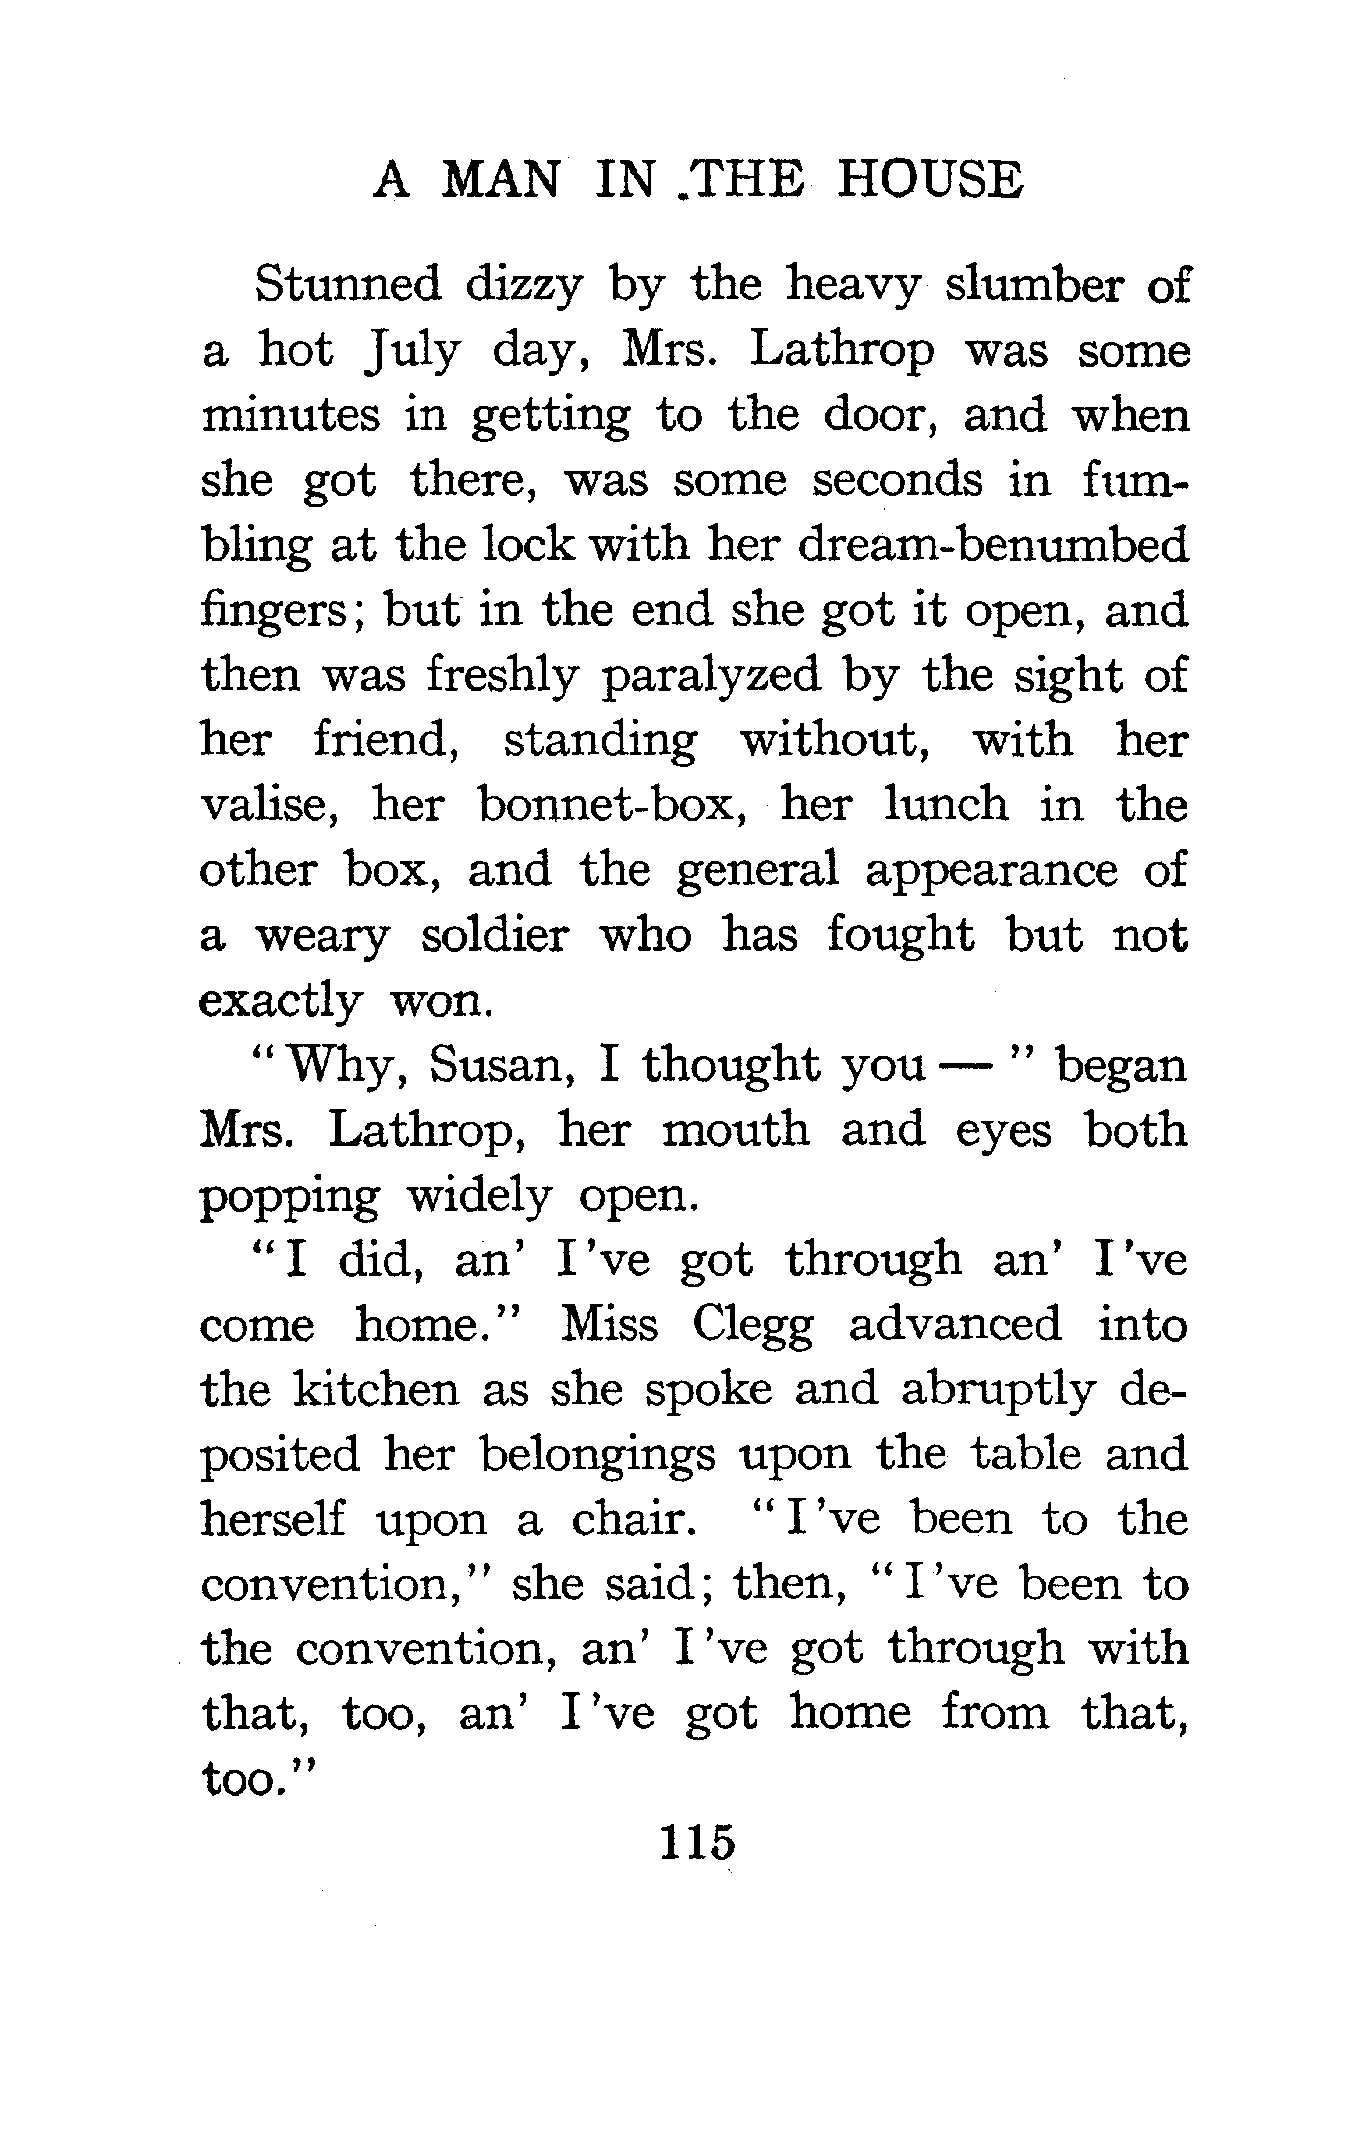 A MAN IN THE HOUSE
Stunned dizzy by the heavy slumber of
a hot July day, Mrs. Lathrop was some
minutes in getting to the door, and when
she got there, was some seconds in fum-
bling at the lock with her dream-benumbed
fingers; but in the end she got it open, and
then was freshly paralyzed by the sight of
her friend, standing without, with her
valise, her bonnet-box, her lunch in the
other box, and the general appearance of
a weary soldier who has fought but not
exactly won.
"Why, Susan, I thought you — " began
Mrs. Lathrop, her mouth and eyes both
popping widely open.
"I did, an' I 've got through an' I 've
come home." Miss Clegg advanced into
the kitchen as she spoke and abruptly de-
posited her belongings upon the table and
herself upon a chair. "I 've been to the
convention," she said; then, "I 've been to
the convention, an' I 've got through with
that, too, an' I 've got home from that,
too."
115